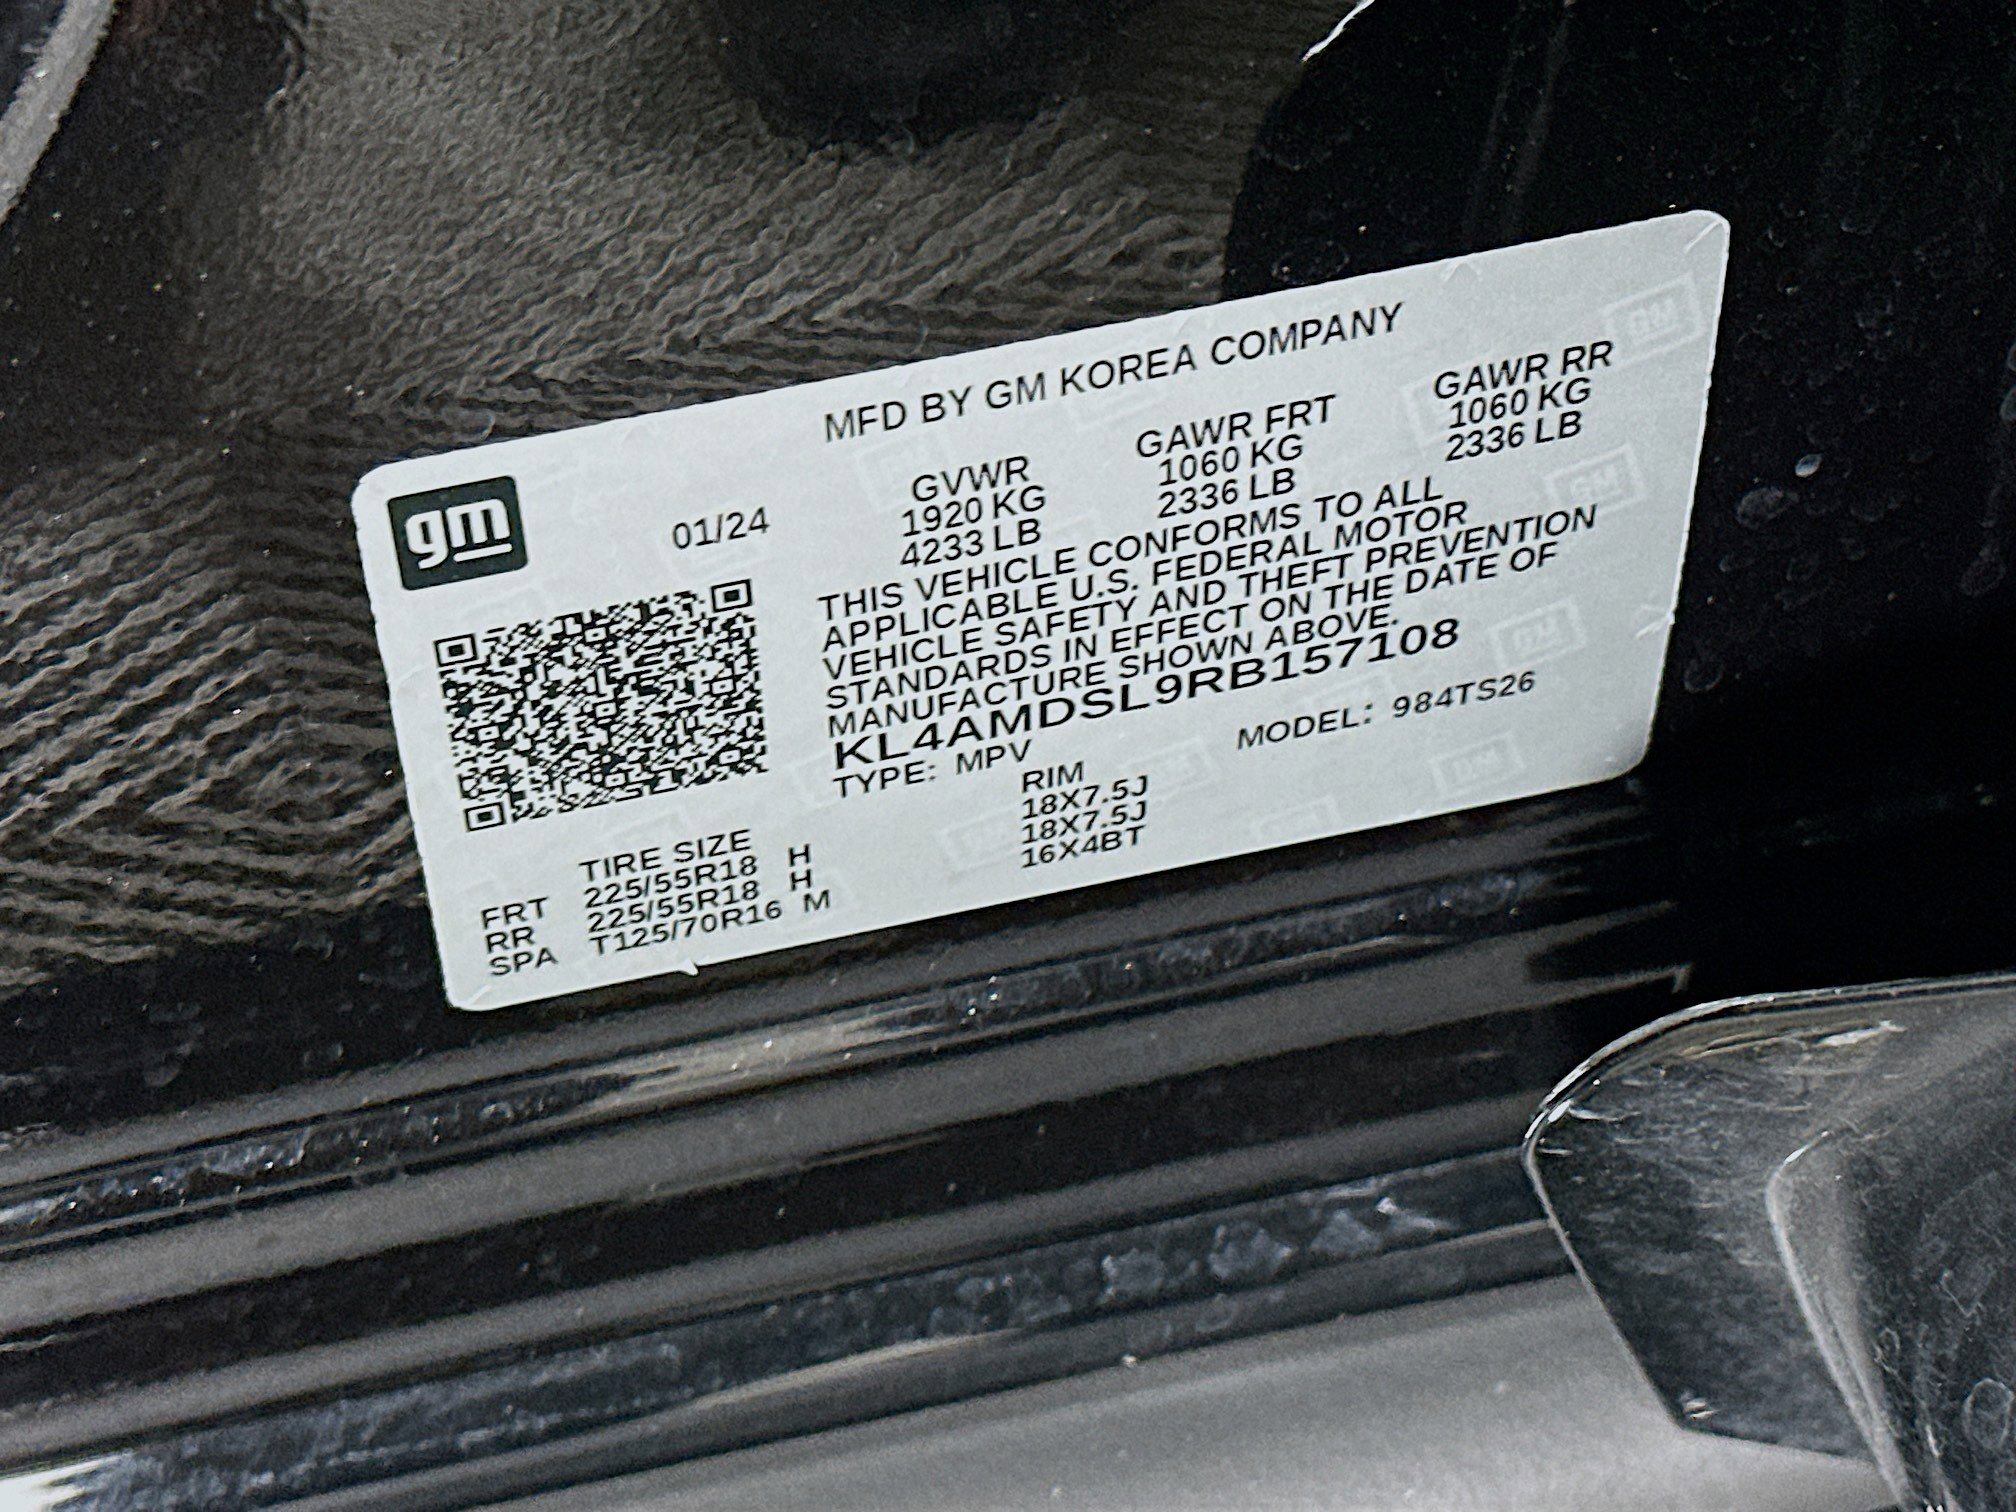 MFD BY GM KOREA COMPANY
gm
01/24
GVWR GAWR FRT GAWR RR
1920 KG 1060 KG 1060 KG
4233 LB 2336 LB 2336 LB
THIS VEHICLE CONFORMS TO ALL
APPLICABLE U.S. FEDERAL MOTOR
VEHICLE SAFETY AND THEFT PREVENTION
STANDARDS IN EFFECT ON THE DATE OF
MANUFACTURE SHOWN ABOVE.
KL4AMDSL9RB157108
TYPE: MPV MODEL: 984TS26
TIRE SIZE RIM
FRT 225/55R18 H 18X7.5J
RR 225/55R18 H 18X7.5J
SPA T125/70R16 M 16X4BT